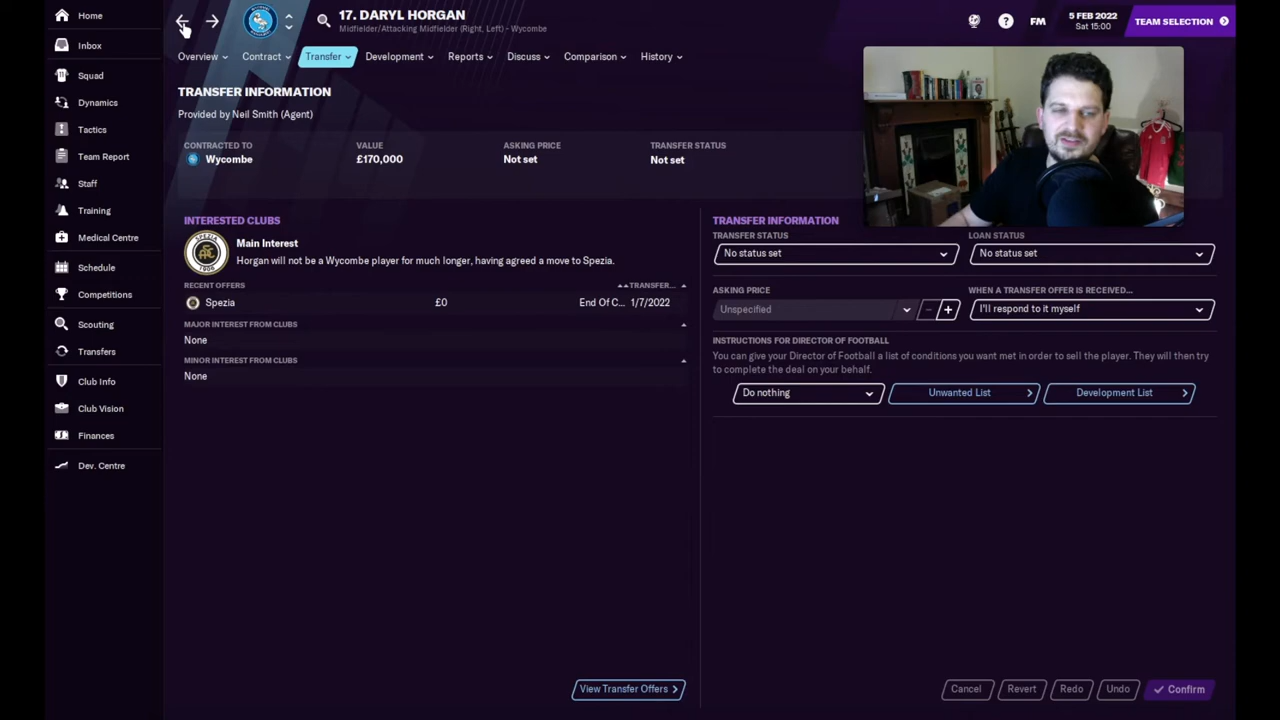 Home
Inbox
Squad
Dynamics
Tactics
Team Report
Staff
Training
Medical Centre
Schedule
Competitions
Scouting
Transfers
Club Info
Club Vision
Finances
Dev. Centre
17. DARYL HORGAN
Midfielder/Attacking Midfielder (Right, Left) - Wycombe
?
FM
5 FEB 2022
Sat 15:00
TEAM SELECTION
Overview
Contract
Transfer
Development
Reports
Discuss
Comparison
History
TRANSFER INFORMATION
Provided by Neil Smith (Agent)
CONTRACTED TO
Wycombe
VALUE
£170,000
ASKING PRICE
Not set
TRANSFER STATUS
Not set
INTERESTED CLUBS
Main Interest
Horgan will not be a Wycombe player for much longer, having agreed a move to Spezia.
RECENT OFFERS TRANSFER...
Spezia £0 End Of C... 1/7/2022
MAJOR INTEREST FROM CLUBS
None
MINOR INTEREST FROM CLUBS
None
View Transfer Offers
TRANSFER INFORMATION
TRANSFER STATUS
No status set
LOAN STATUS
No status set
ASKING PRICE
Unspecified
- +
WHEN A TRANSFER OFFER IS RECEIVED...
I'll respond to it myself
INSTRUCTIONS FOR DIRECTOR OF FOOTBALL
You can give your Director of Football a list of conditions you want met in order to sell the player. They will then try
to complete the deal on your behalf.
Do nothing
Unwanted List
Development List
Cancel
Revert
Redo
Undo
Confirm